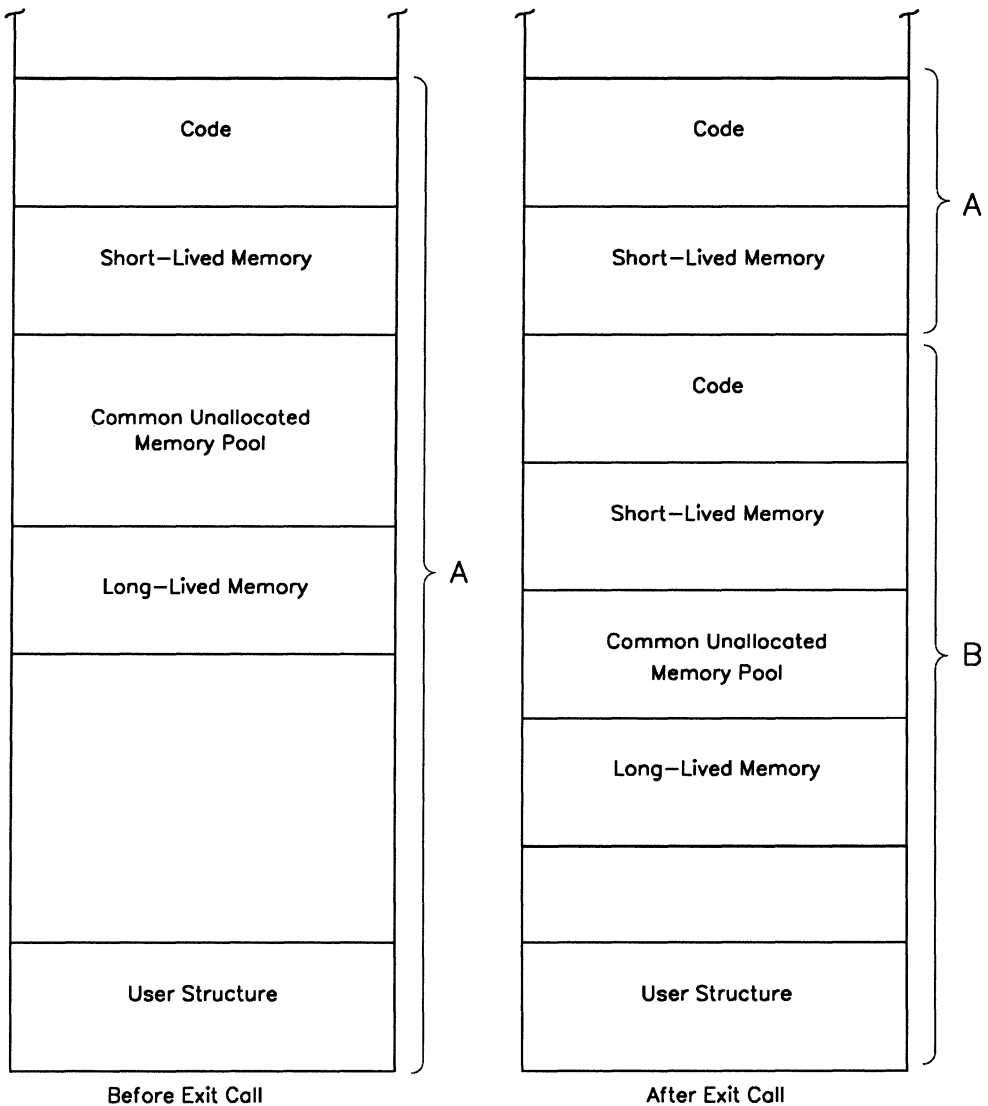 Code
Short-Lived Memory
Common Unallocated
Memory Pool
Long-Lived Memory
A
User Structure
Before Exit Call
Code
Short-Lived Memory
A
Code
Short-Lived Memory
Common Unallocated
Memory Pool
Long-Lived Memory
B
User Structure
After Exit Call